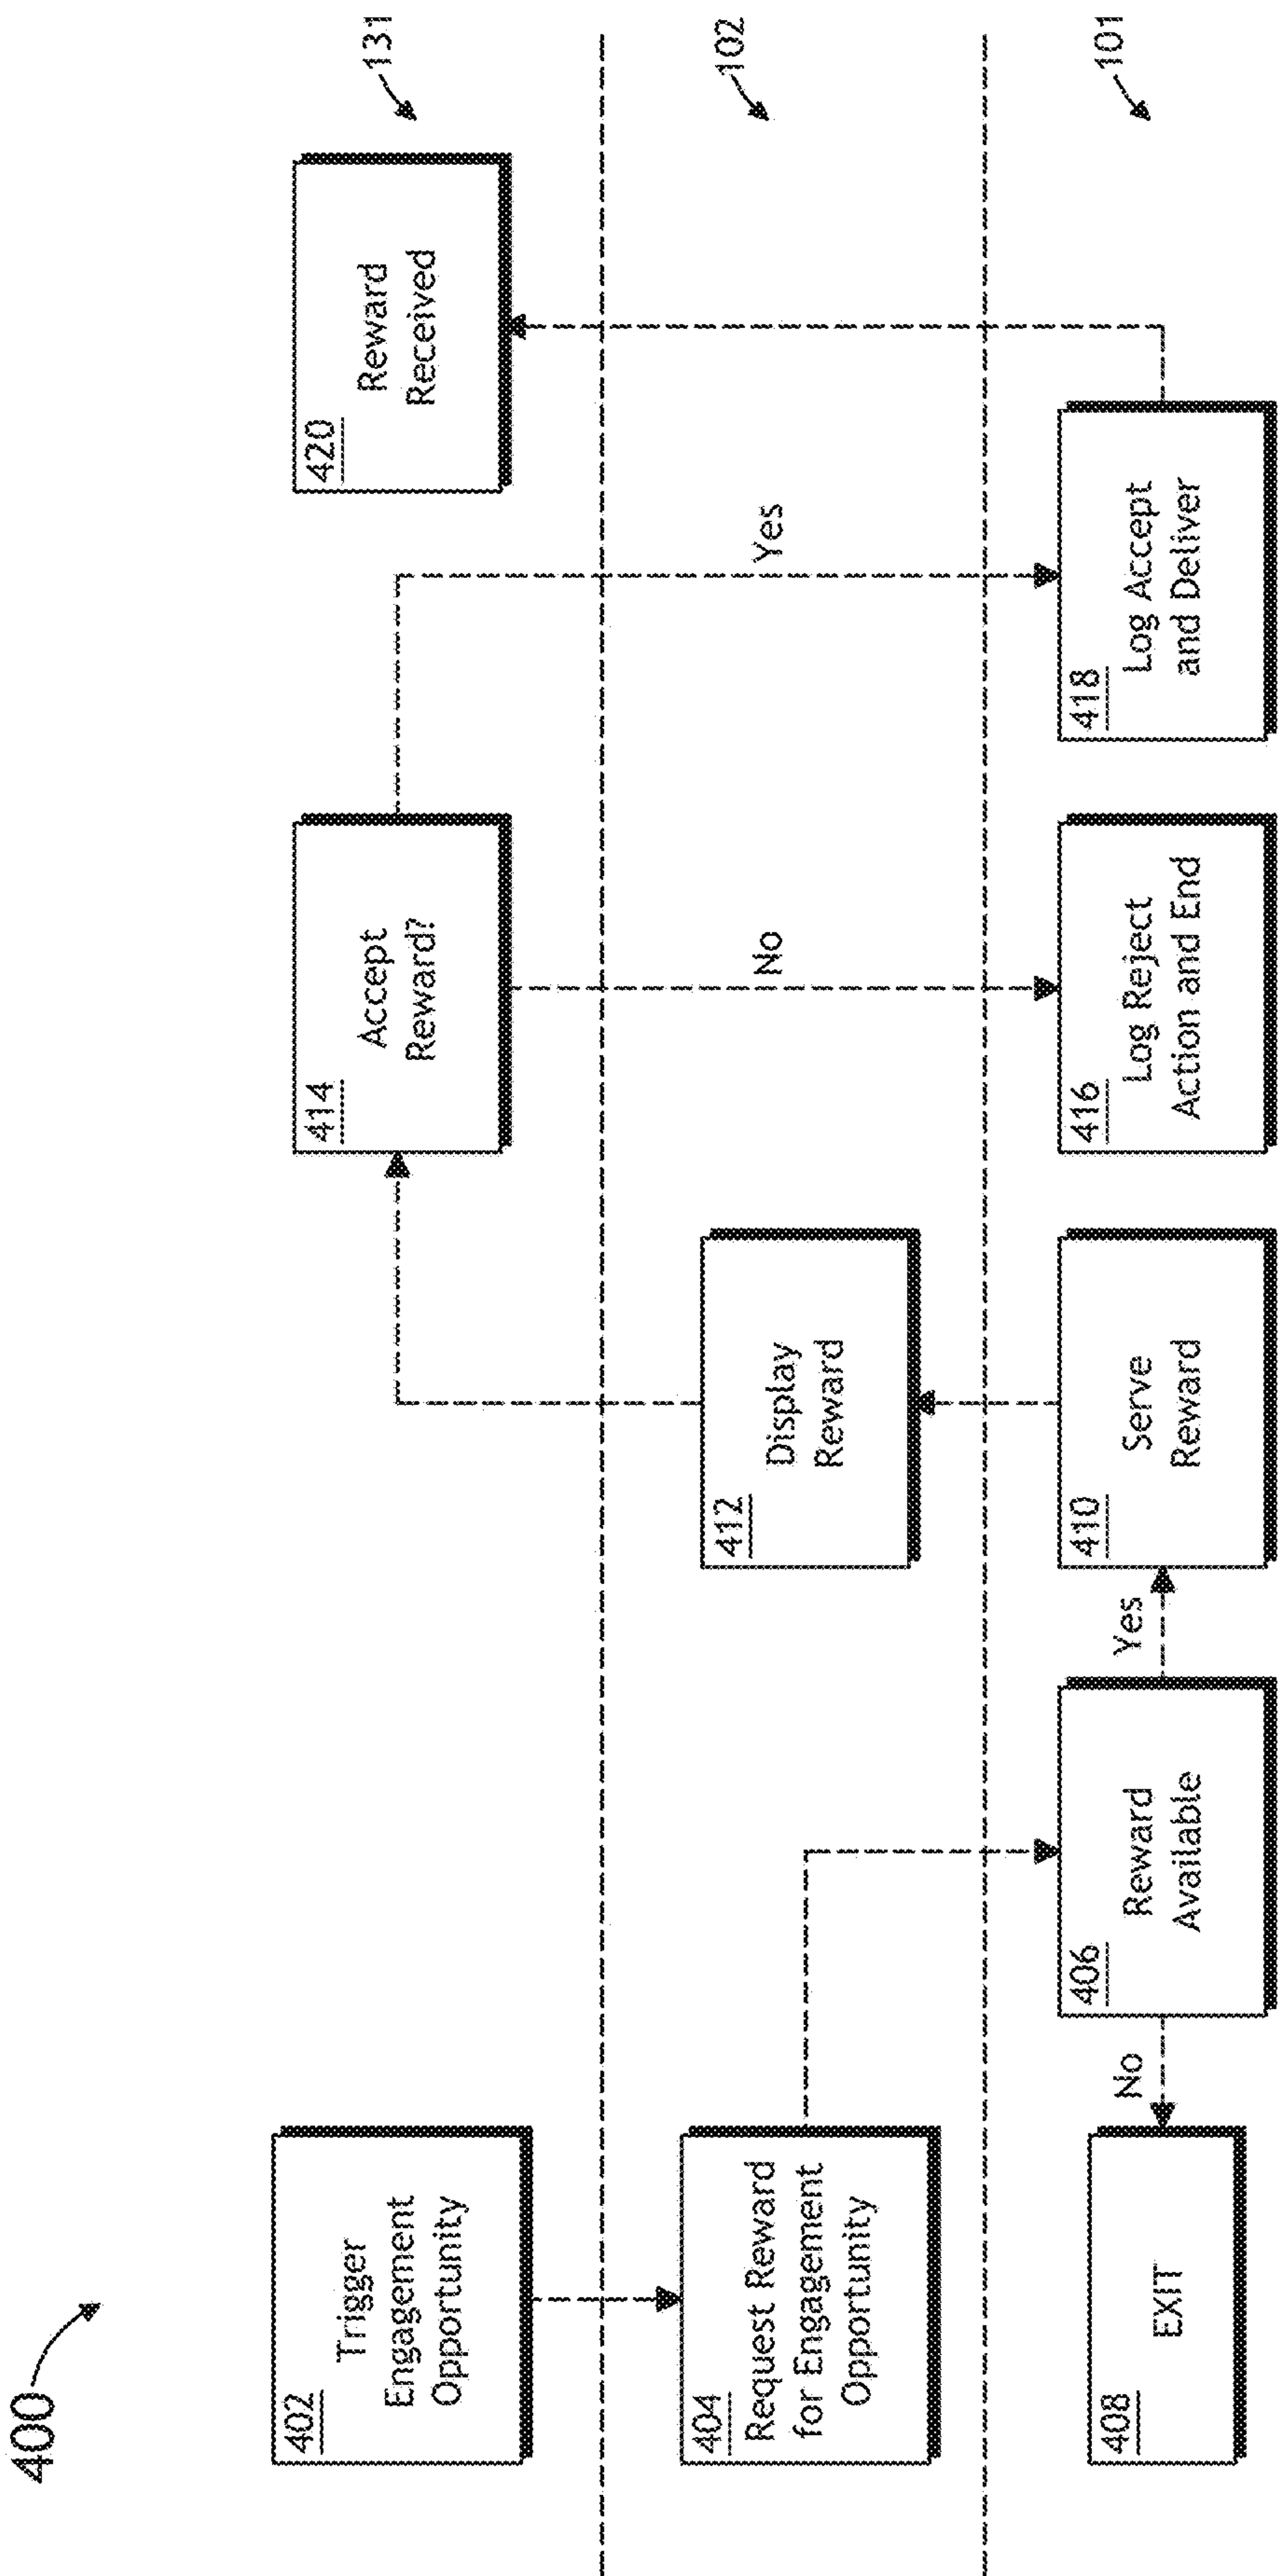 400
402
Trigger
Engagement
Opportunity
131
404
Request Reward
for Engagement
Opportunity
102
406
Reward
Available
No
Yes
408
EXIT
410
Serve
Reward
412
Display
Reward
414
Accept
Reward?
No
Yes
416
Log Reject
Action and End
418
Log Accept
and Deliver
420
Reward
Received
101